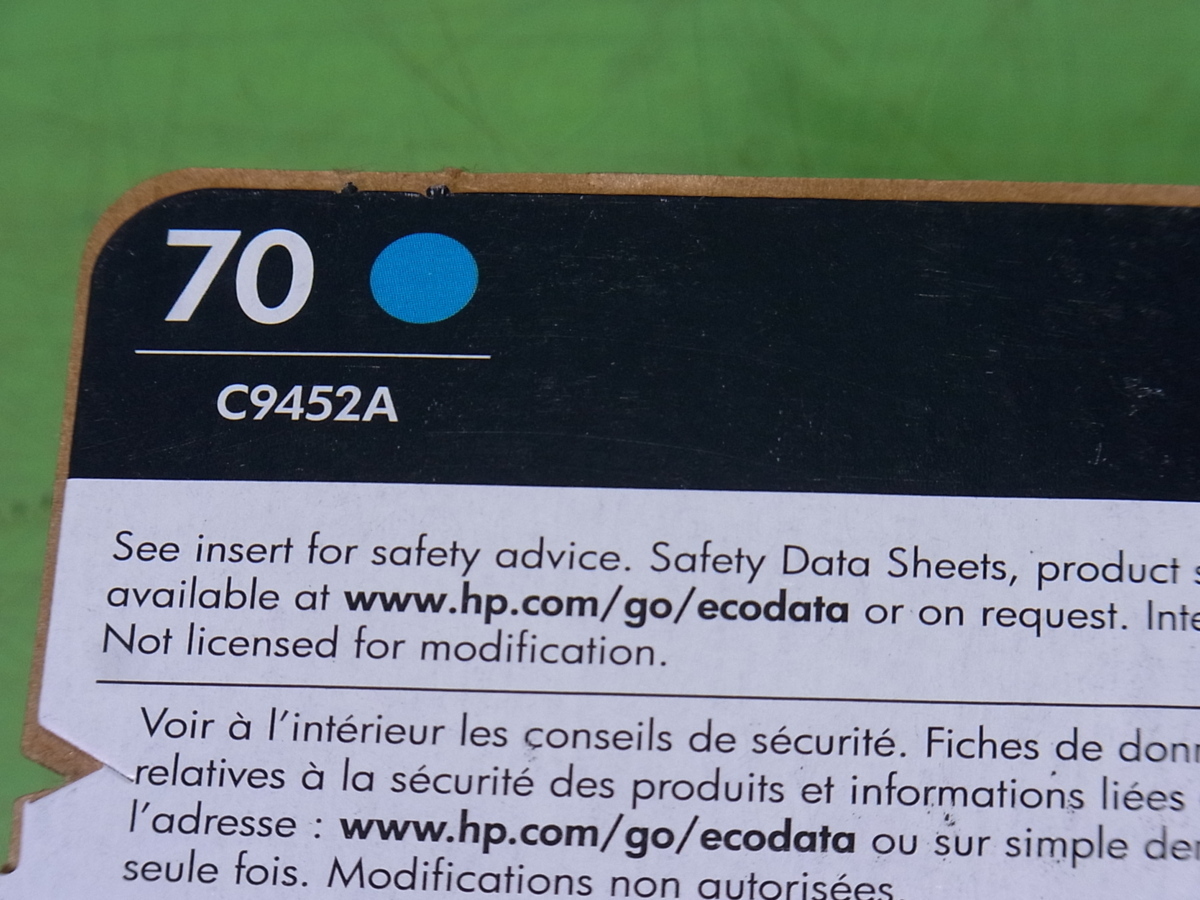 70
C9452A
See insert for safety advice. Safety Data Sheets, product
available at www.hp.com/go/ecodata or on request.
Not licensed for modification.
Voir à l'intérieur les conseils de sécurité. Fiches de
relatives à la sécurité des produits et informations liées
l'adresse : www.hp.com/go/ecodata ou sur simple
seule fois. Modifications non autorisées.